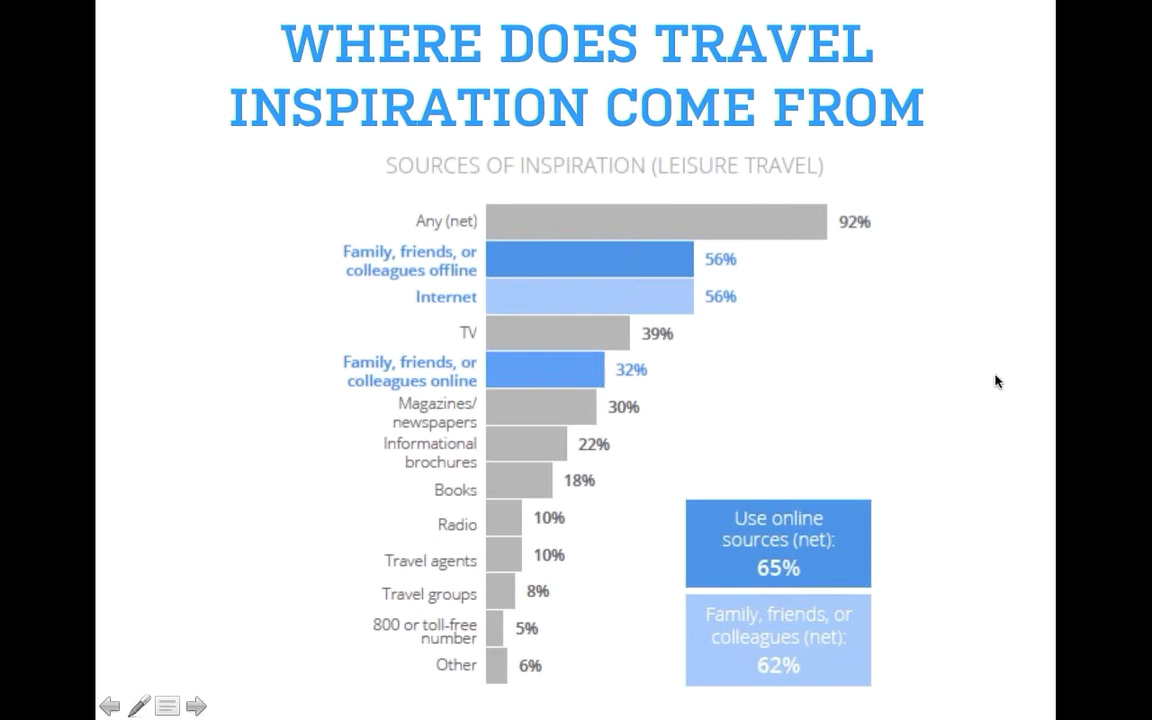 WHERE DOES TRAVEL
INSPIRATION COME FROM
SOURCES OF INSPIRATION (LEISURE TRAVEL)
Any (net) 92%
Family, friends, or
colleagues offline 56%
Internet 56%
TV 39%
Family, friends, or
colleagues online 32%
Magazines/
newspapers 30%
Informational
brochures 22%
Books 18%
Radio 10%
Travel agents 10%
Travel groups 8%
800 or toll-free
number 5%
Other 6%
Use online
sources (net):
65%
Family, friends, or
colleagues (net):
62%